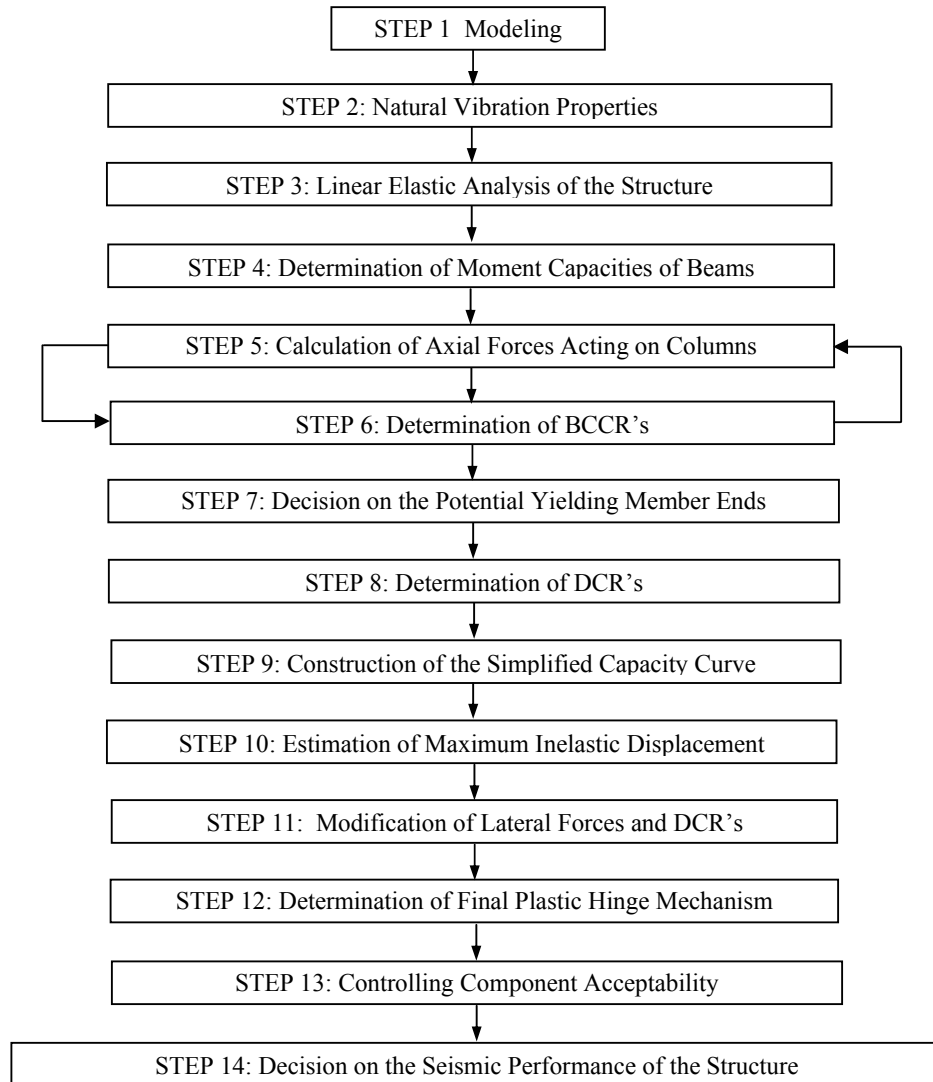 STEP 1  Modeling
STEP 2: Natural Vibration Properties
STEP 3: Linear Elastic Analysis of the Structure
STEP 4: Determination of Moment Capacities of Beams
STEP 5: Calculation of Axial Forces Acting on Columns
STEP 6: Determination of BCCR’s
STEP 7: Decision on the Potential Yielding Member Ends
STEP 8: Determination of DCR’s
STEP 9: Construction of the Simplified Capacity Curve
STEP 10: Estimation of Maximum Inelastic Displacement
STEP 11:  Modification of Lateral Forces and DCR’s
STEP 12: Determination of Final Plastic Hinge Mechanism
STEP 13: Controlling Component Acceptability
STEP 14: Decision on the Seismic Performance of the Structure